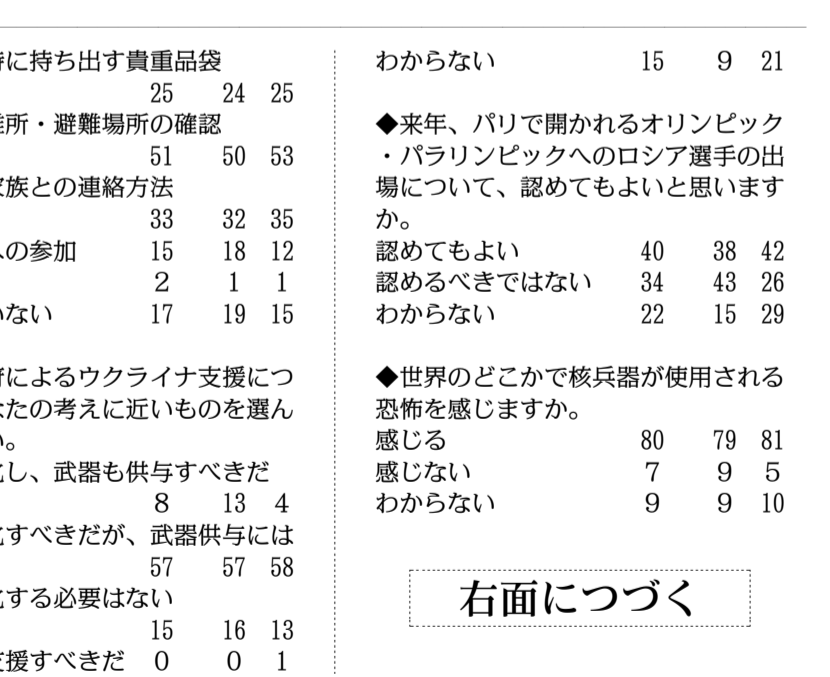 に持ち出す貴重品袋
25 24 25
所・避難場所の確認
51 50 53
族との連絡方法
33 32 35
の参加 15 18 12
2 1 1
ない 17 19 15
によるウクライナ支援につ
たの考えに近いものを選ん
。
し、武器も供与すべきだ
8 13 4
すべきだが、武器供与には
57 57 58
する必要はない
15 16 13
援すべきだ 0 0 1
わからない 15 9 21
◆来年、パリで開かれるオリンピック
・パラリンピックへのロシア選手の出
場について、認めてもよいと思います
か。
認めてもよい 40 38 42
認めるべきではない 34 43 26
わからない 22 15 29
◆世界のどこかで核兵器が使用される
恐怖を感じますか。
感じる 80 79 81
感じない 7 9 5
わからない 9 9 10
右面につづく